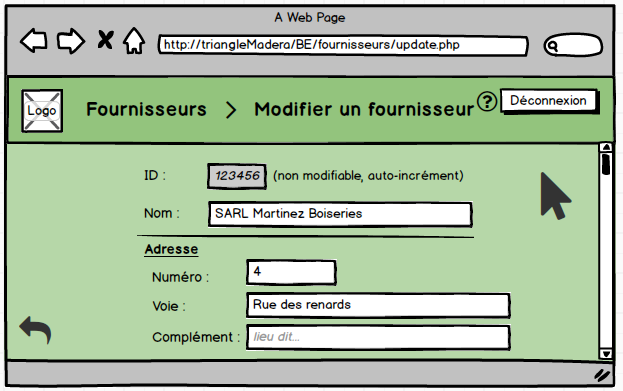 A Web Page
http://triangleMadera/BE/fournisseurs/update.php
Logo
Fournisseurs > Modifier un fournisseur
?
Déconnexion
ID : 123456 (non modifiable, auto-incrément)
Nom : SARL Martinez Boiseries
Adresse
Numéro : 4
Voie : Rue des renards
Complément : lieu dit...